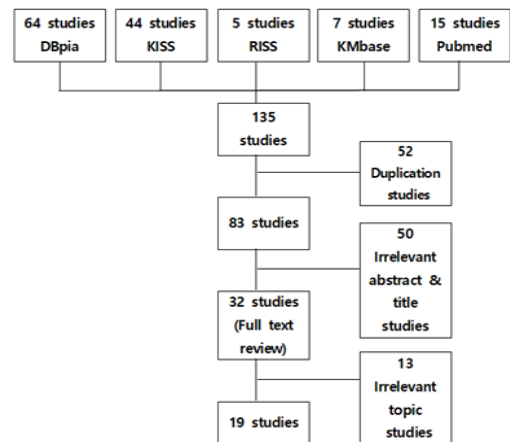 64 studies
DBpia
44 studies
KISS
5 studies
RISS
7 studies
KMbase
15 studies
Pubmed
135
studies
52
Duplication
studies
83 studies
50
Irrelevant
abstract &
title
studies
32 studies
(Full text
review)
13
Irrelevant
topic
studies
19 studies